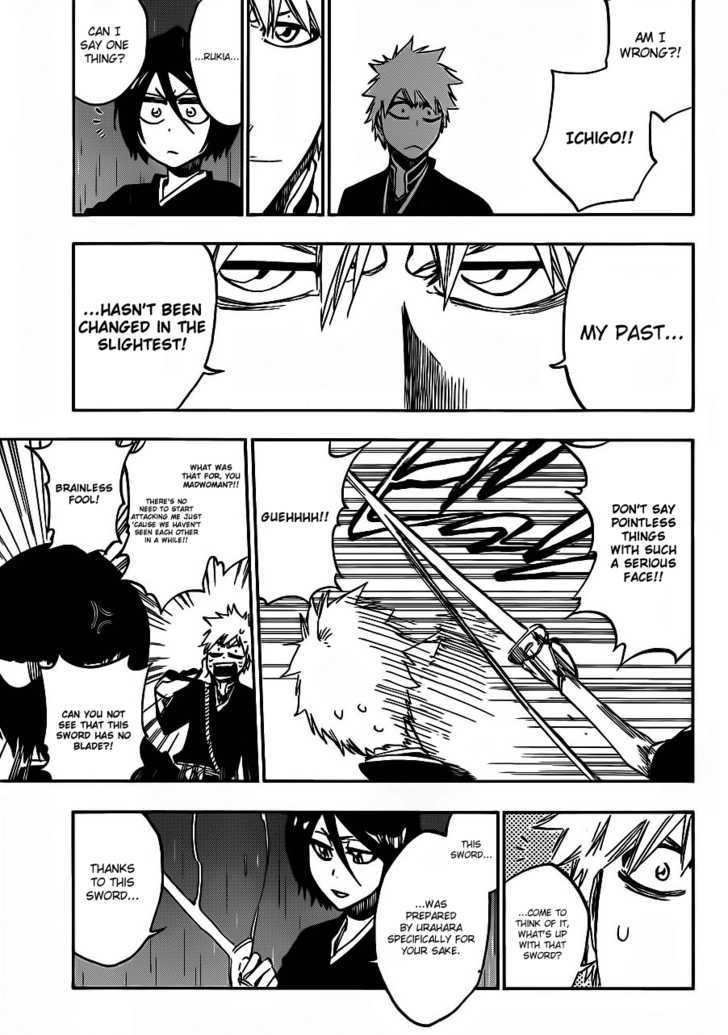 AM I
WRONG?!
ICHIGO!!
...RUKIA...
CAN I
SAY ONE
THING?
MY PAST...
...HASN'T BEEN
CHANGED IN THE
SLIGHTEST!
DON'T SAY
POINTLESS
THINGS
WITH SUCH
A SERIOUS
FACE!!
GUEHHHH!!
WHAT WAS
THAT FOR, YOU
MADWOMAN?!!
THERE'S NO
NEED TO START
ATTACKING ME JUST
'CAUSE WE HAVEN'T
SEEN EACH OTHER
IN A WHILE!!
BRAINLESS
FOOL!
CAN YOU NOT
SEE THAT THIS
SWORD HAS NO
BLADE?!
...COME TO
THINK OF IT,
WHAT'S UP
WITH THAT
SWORD?
THIS
SWORD...
...WAS
PREPARED
BY URAHARA
SPECIFICALLY FOR
YOUR SAKE.
THANKS
TO THIS
SWORD...